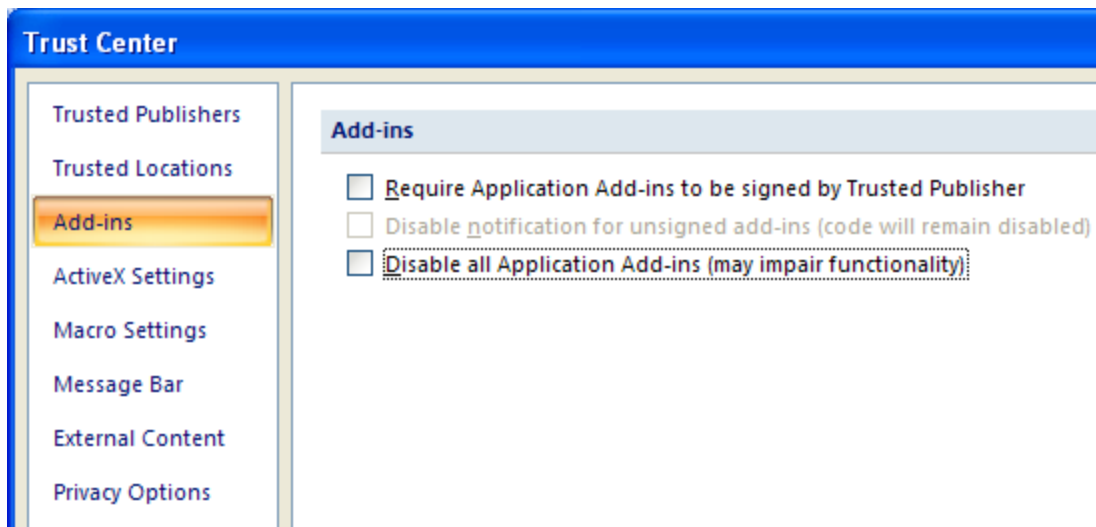 Trust Center
Trusted Publishers
Trusted Locations
Add-ins
ActiveX Settings
Macro Settings
Message Bar
External Content
Privacy Options
Add-ins
Require Application Add-ins to be signed by Trusted Publisher
Disable notification for unsigned add-ins (code will remain disabled)
Disable all Application Add-ins (may impair functionality)